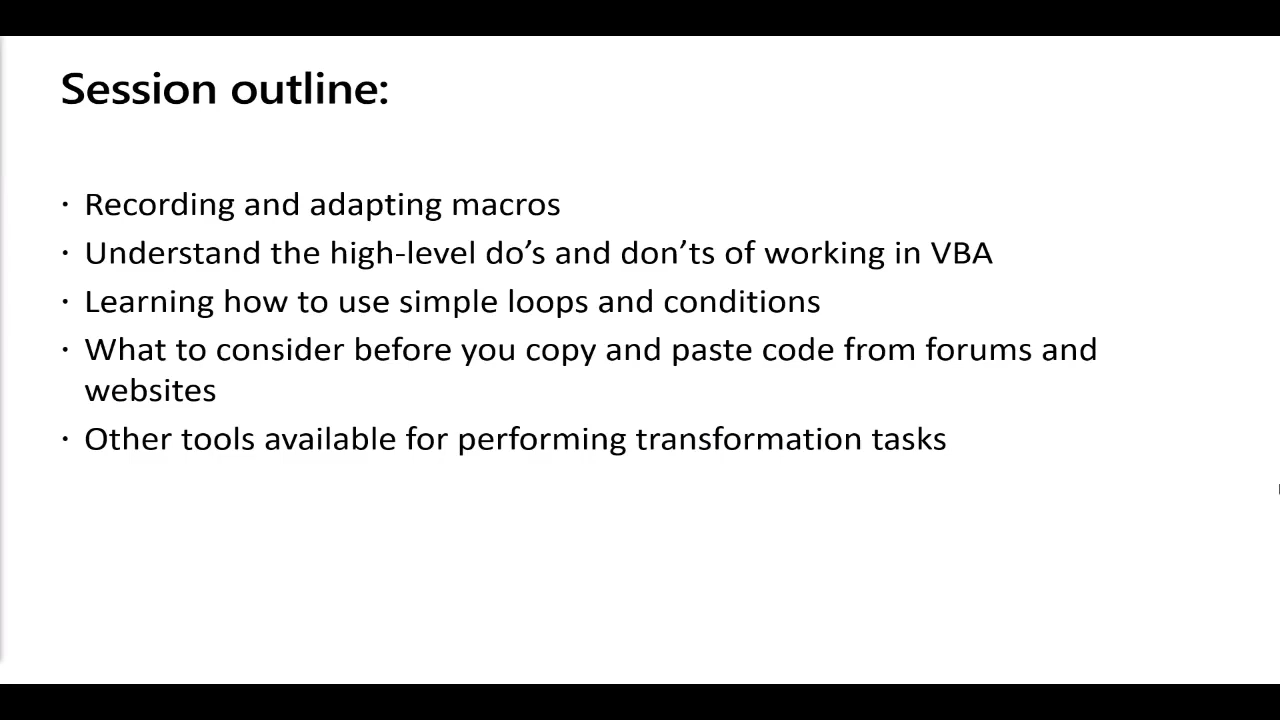 Session outline:
· Recording and adapting macros
· Understand the high-level do’s and don’ts of working in VBA
· Learning how to use simple loops and conditions
· What to consider before you copy and paste code from forums and
websites
· Other tools available for performing transformation tasks